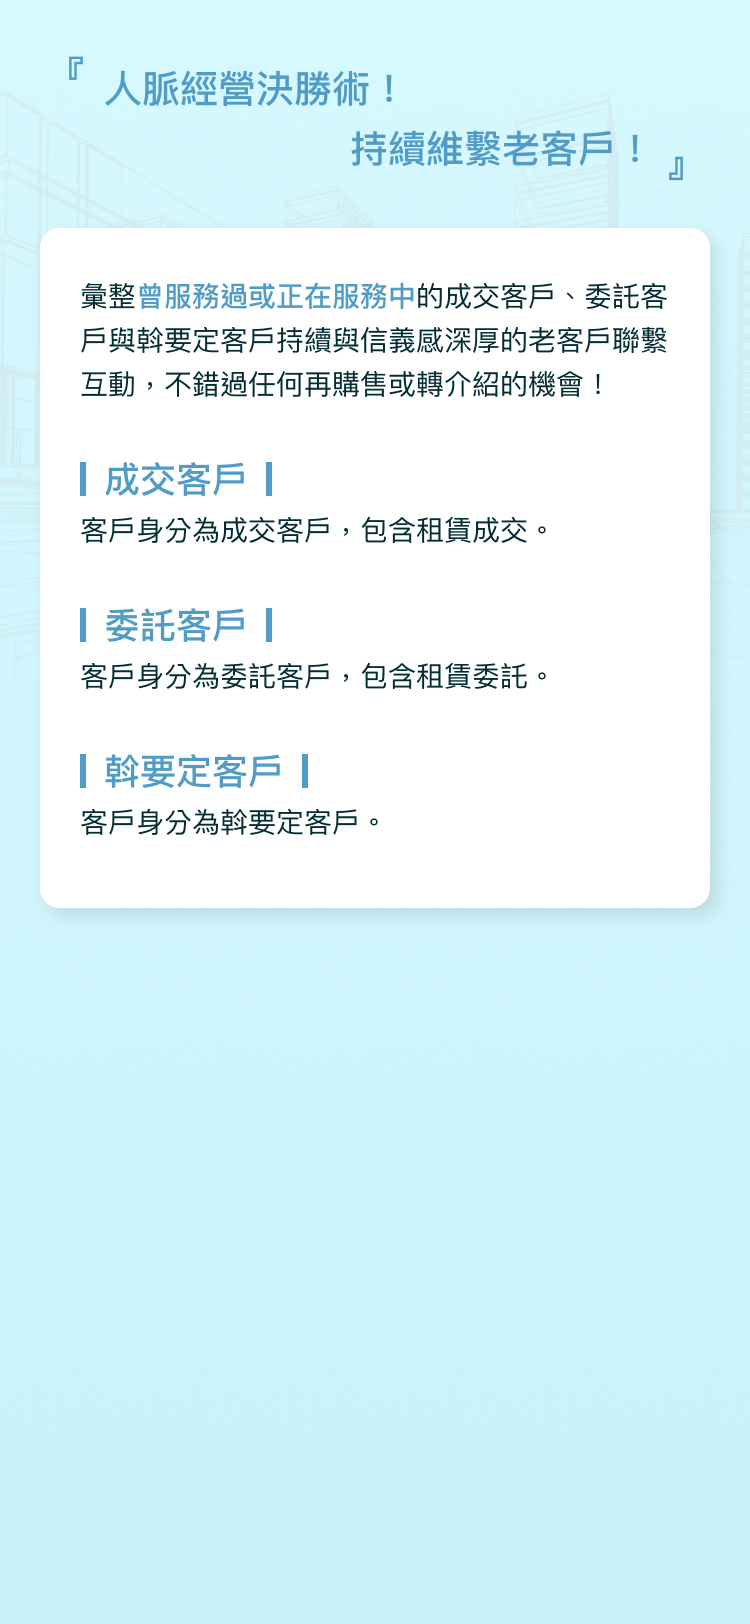 『 人脈經營決勝術！
持續維繫老客戶！ 』
彙整曾服務過或正在服務中的成交客戶、委託客
戶與斡要定客戶持續與信義感深厚的老客戶聯繫
互動，不錯過任何再購售或轉介紹的機會！
成交客戶
客戶身分為成交客戶，包含租賃成交。
委託客戶
客戶身分為委託客戶，包含租賃委託。
斡要定客戶
客戶身分為斡要定客戶。